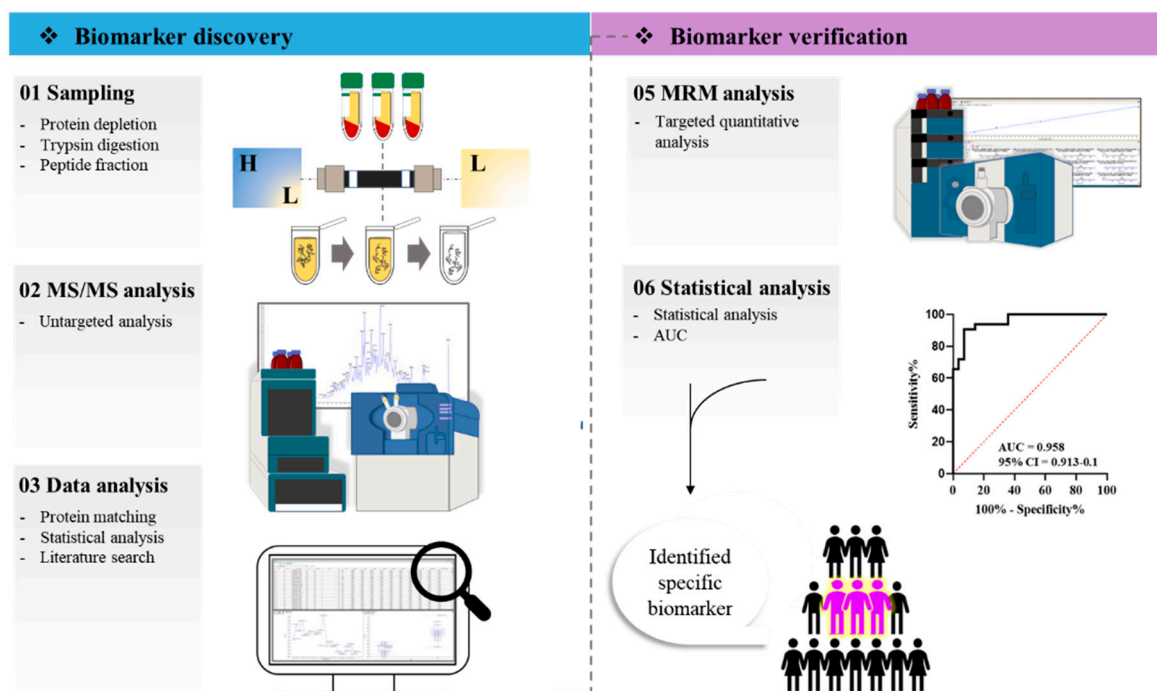 ❖ Biomarker discovery
01 Sampling
- Protein depletion
- Trypsin digestion
- Peptide fraction
H
L
L
02 MS/MS analysis
- Untargeted analysis
03 Data analysis
- Protein matching
- Statistical analysis
- Literature search
❖ Biomarker verification
05 MRM analysis
- Targeted quantitative
analysis
06 Statistical analysis
- Statistical analysis
- AUC
Identified
specific
biomarker
Sensitivity%
100
80
60
40
20
0
AUC = 0.958
95% CI = 0.913-0.1
0 20 40 60 80 100
100% - Specificity%